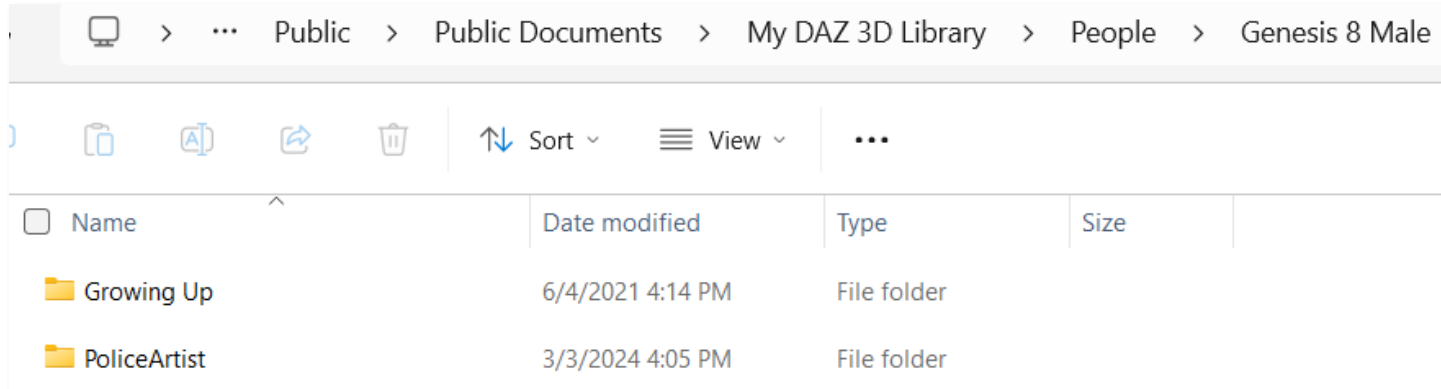 ··· Public > Public Documents > My DAZ 3D Library > People > Genesis 8 Male
Sort View ···
Name Date modified Type Size
Growing Up 6/4/2021 4:14 PM File folder
PoliceArtist 3/3/2024 4:05 PM File folder